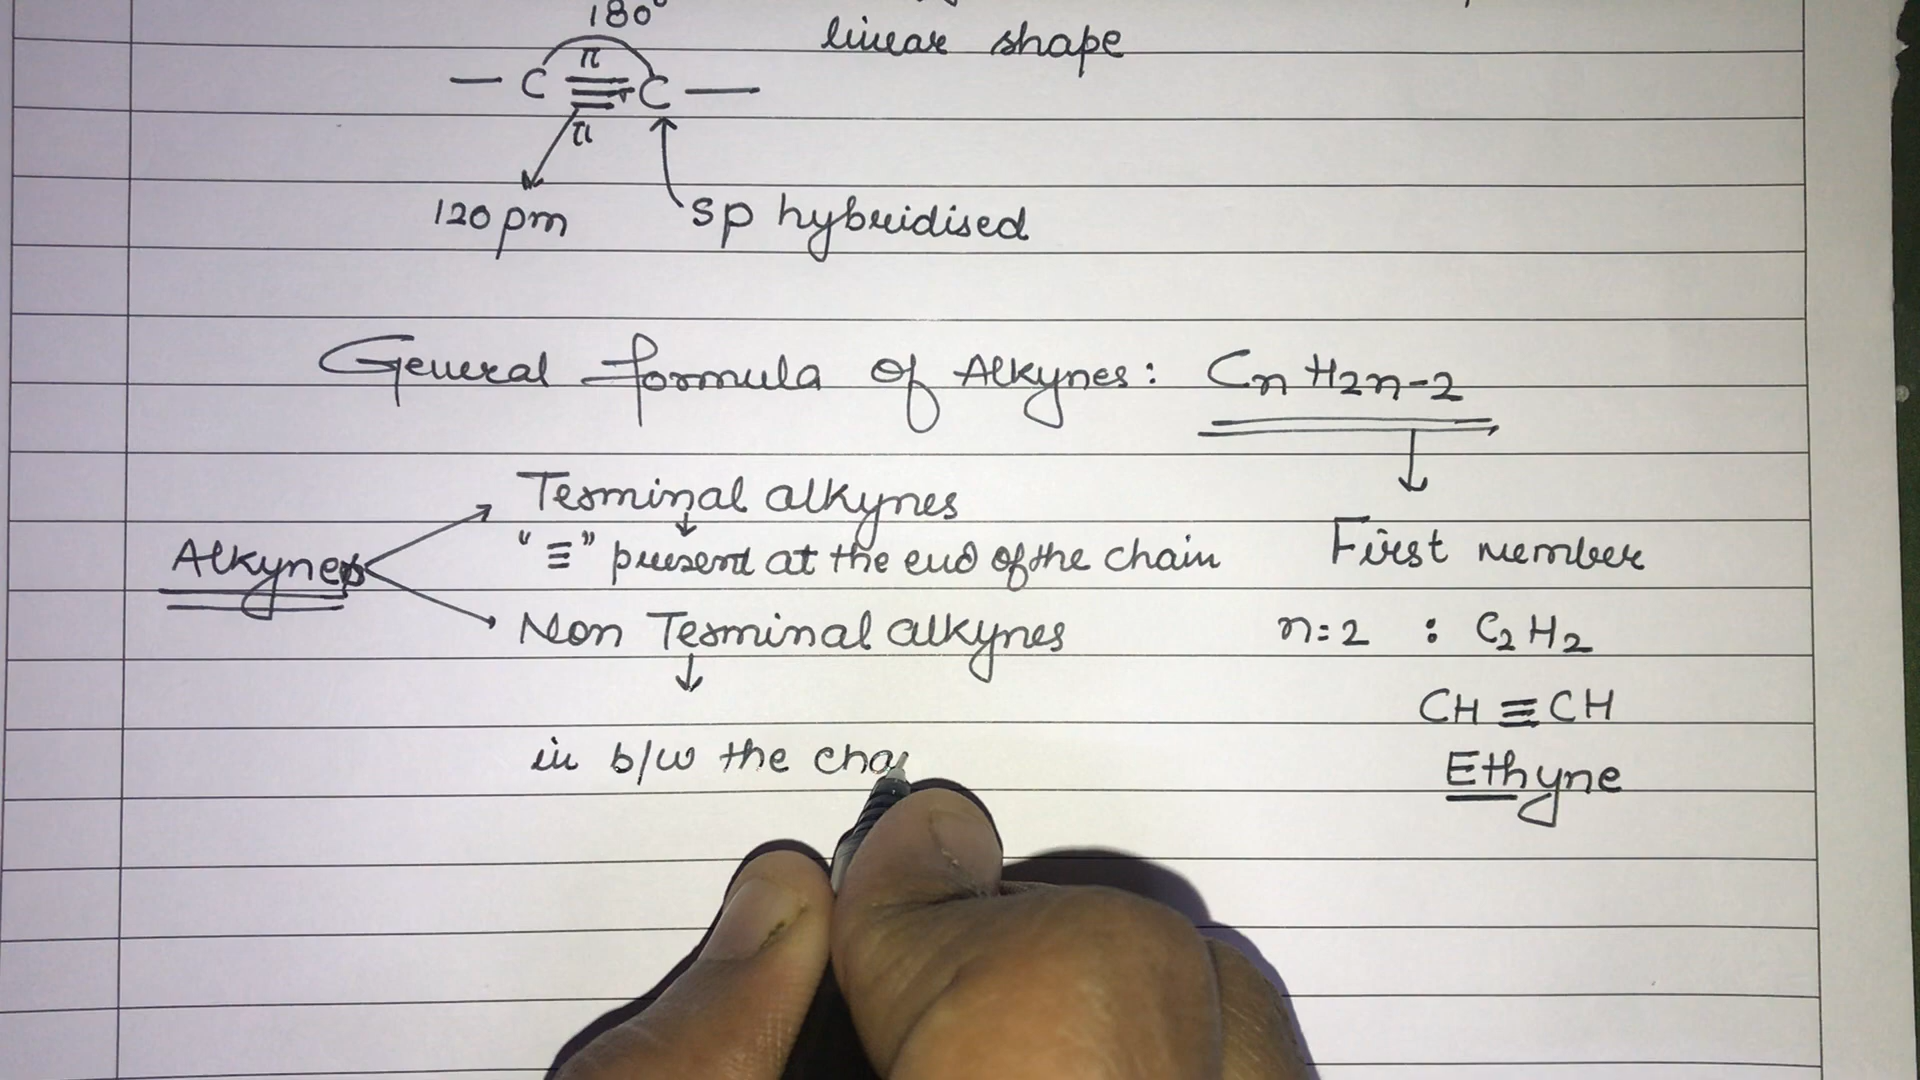 180°
linear shape
π
— C ≡ C —
π
120 pm
sp hybridised
General formula of Alkynes: CnH2n-2
Terminal alkynes
Alkynes
"≡" present at the end of the chain
First member
Non Terminal alkynes
n=2 : C2H2
CH ≡ CH
in b/w the cha
Ethyne